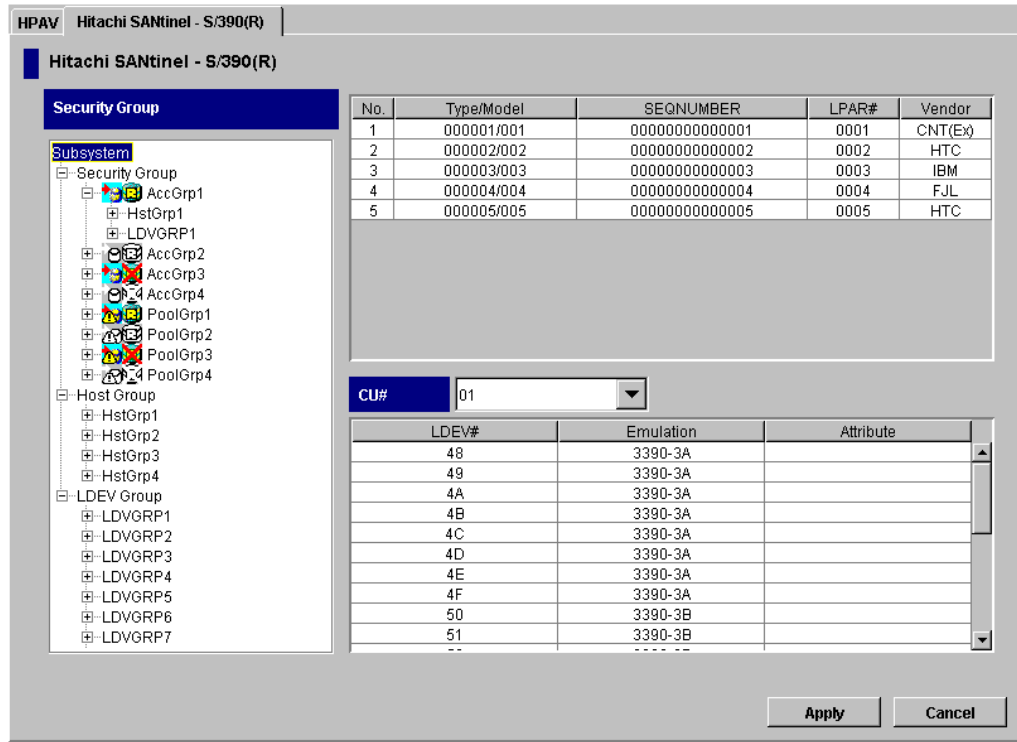 HPAV Hitachi SANtinel - S/390(R)
Hitachi SANtinel - S/390(R)
Security Group
Subsystem
Security Group
AccGrp1
HstGrp1
LDVGRP1
AccGrp2
AccGrp3
AccGrp4
PoolGrp1
PoolGrp2
PoolGrp3
PoolGrp4
Host Group
HstGrp1
HstGrp2
HstGrp3
HstGrp4
LDEV Group
LDVGRP1
LDVGRP2
LDVGRP3
LDVGRP4
LDVGRP5
LDVGRP6
LDVGRP7
No. Type/Model SEQNUMBER LPAR# Vendor
1 000001/001 00000000000001 0001 CNT(Ex)
2 000002/002 00000000000002 0002 HTC
3 000003/003 00000000000003 0003 IBM
4 000004/004 00000000000004 0004 FJL
5 000005/005 00000000000005 0005 HTC
CU# 01
LDEV# Emulation Attribute
48 3390-3A
49 3390-3A
4A 3390-3A
4B 3390-3A
4C 3390-3A
4D 3390-3A
4E 3390-3A
4F 3390-3A
50 3390-3B
51 3390-3B
Apply Cancel